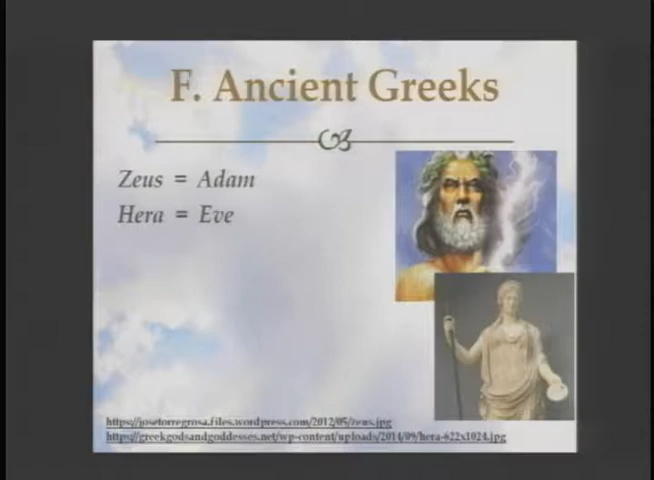 F. Ancient Greeks
Zeus = Adam
Hera = Eve
https://josetorregrosa.files.wordpress.com/2012/05/zeus.jpg
https://greekgodsandgoddesses.net/wp-content/uploads/2014/09/hera-622x1024.jpg